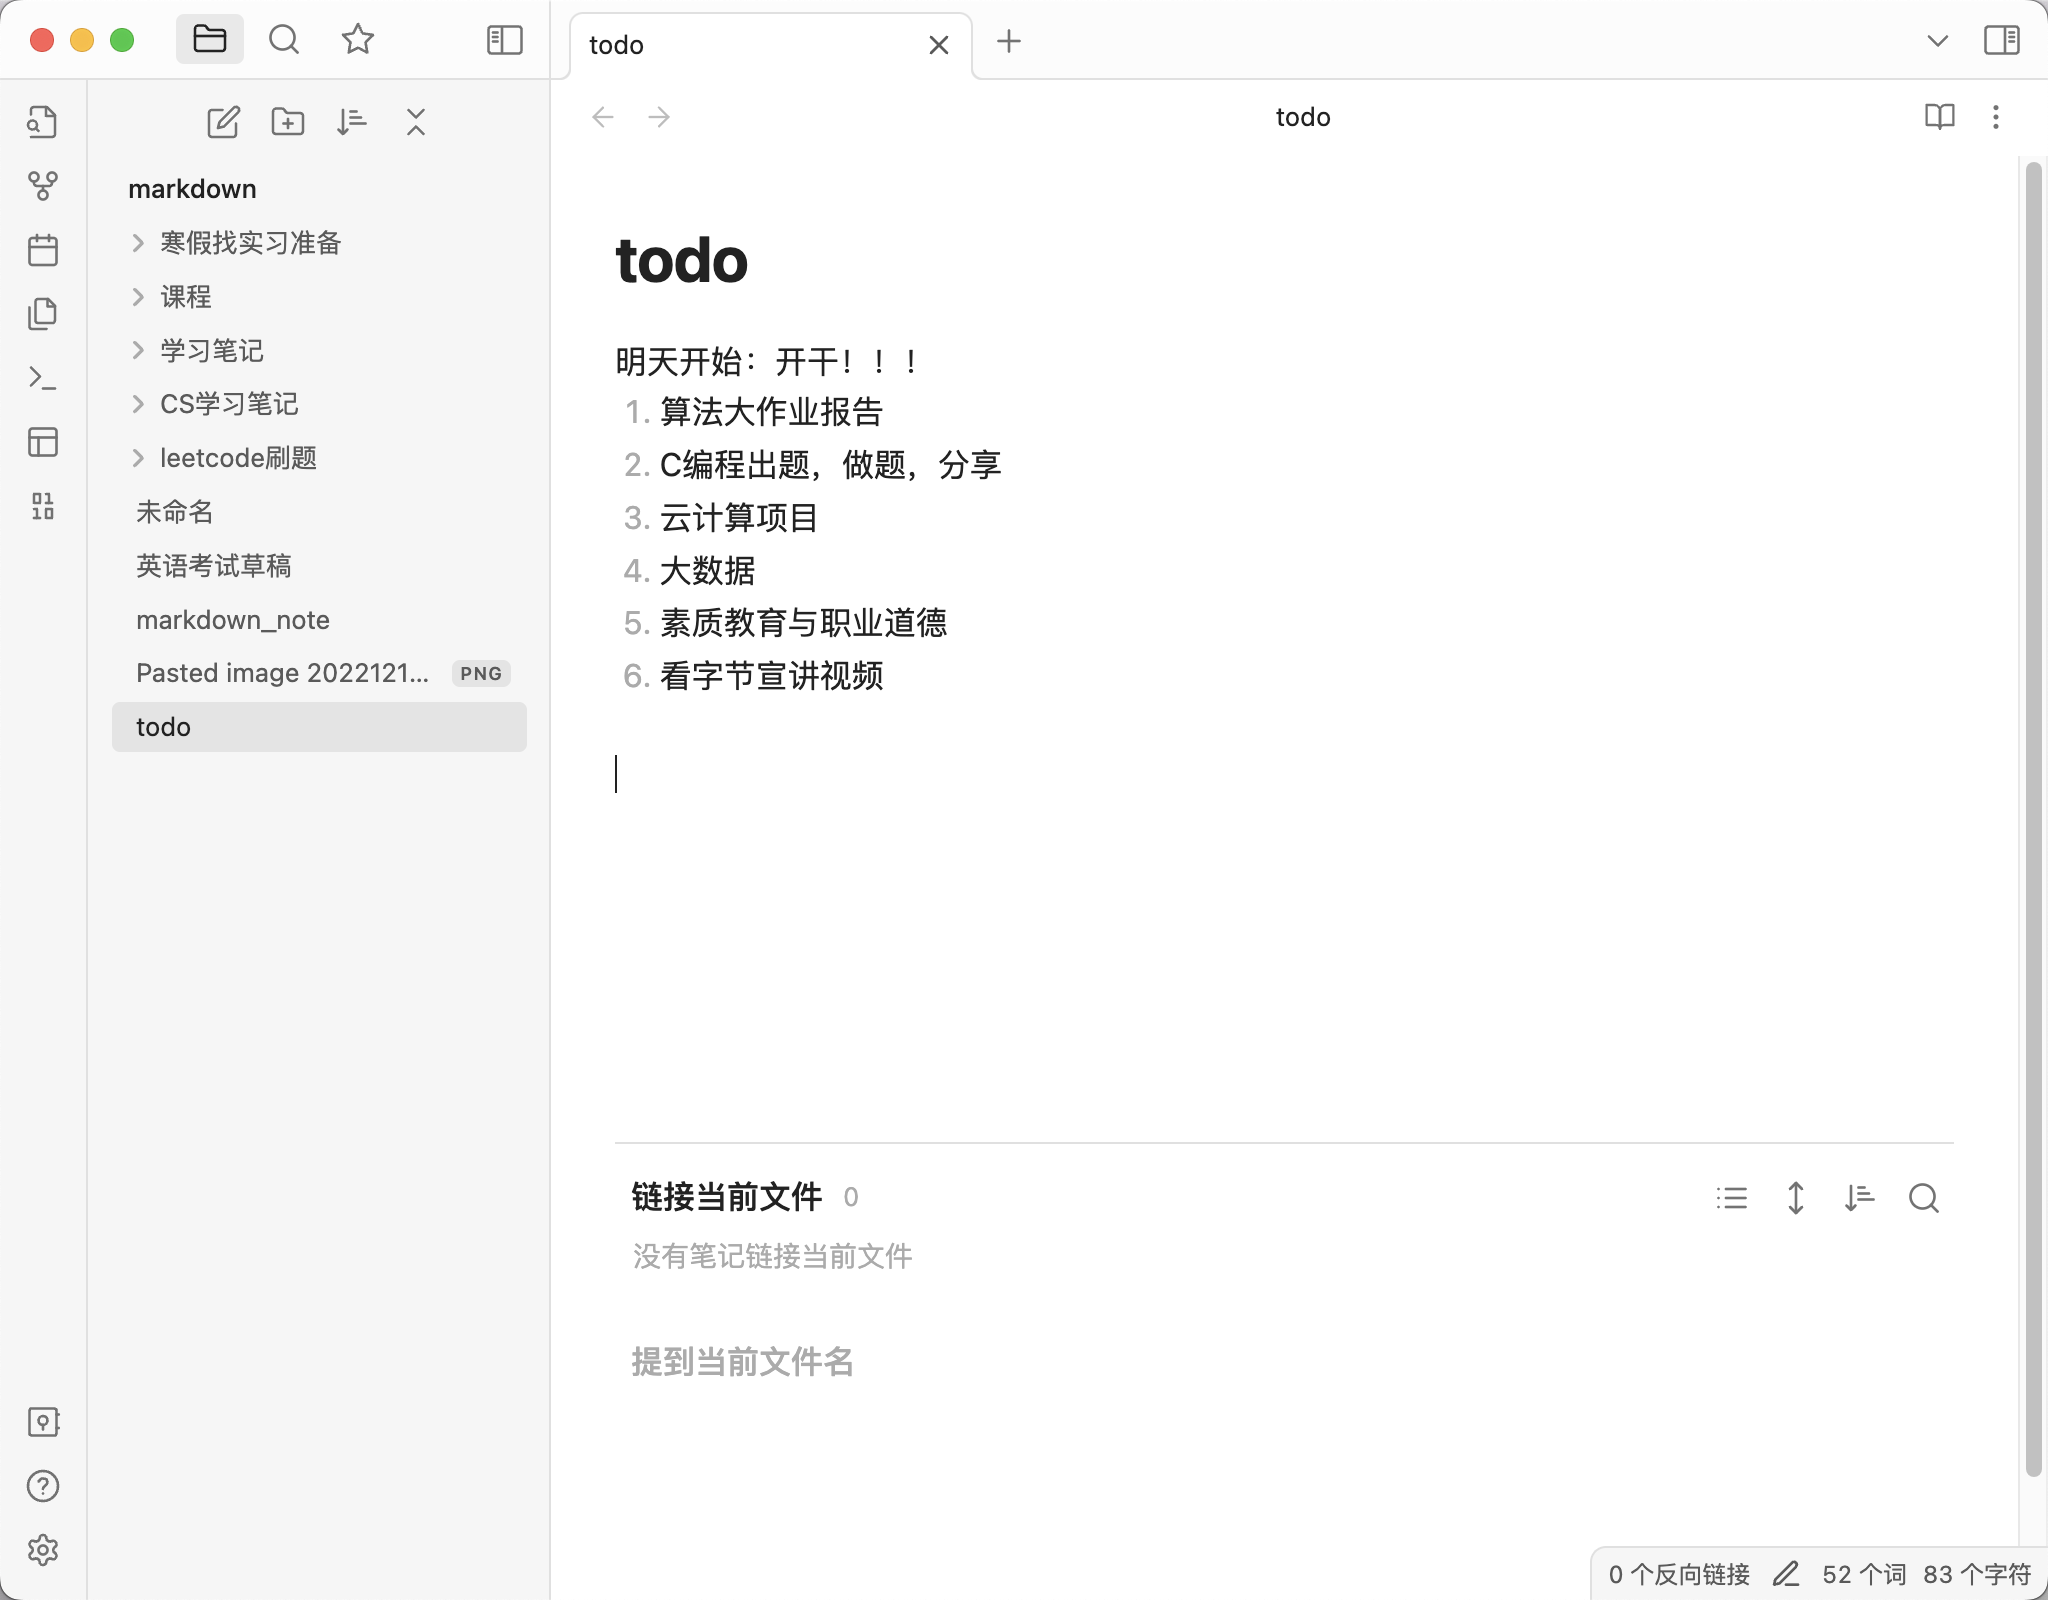 todo
todo
markdown
寒假找实习准备
课程
学习笔记
CS学习笔记
leetcode刷题
未命名
英语考试草稿
markdown_note
Pasted image 2022121... PNG
todo
todo
明天开始：开干！！！
1. 算法大作业报告
2. C编程出题，做题，分享
3. 云计算项目
4. 大数据
5. 素质教育与职业道德
6. 看字节宣讲视频
链接当前文件 0
没有笔记链接当前文件
提到当前文件名
0 个反向链接 52 个词 83 个字符